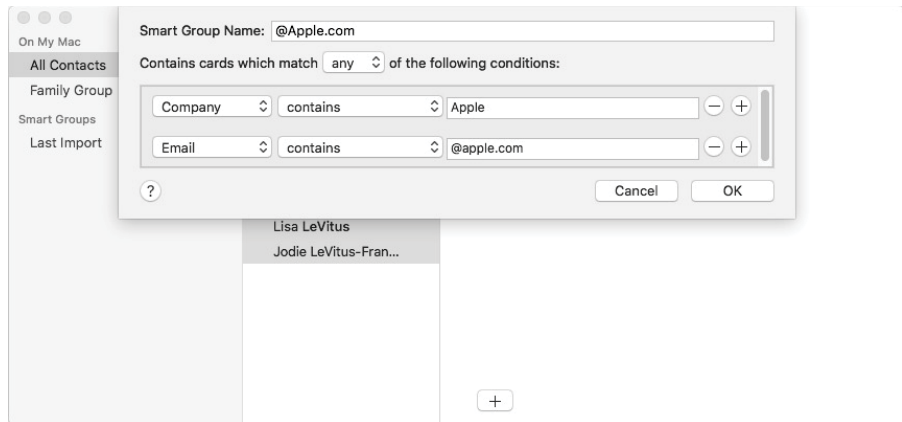 Smart Group Name: @Apple.com
On My Mac
All Contacts
Contains cards which match any of the following conditions:
Family Group
Company contains Apple
Smart Groups
Last Import
Email contains @apple.com
? Cancel OK
Lisa LeVitus
Jodie LeVitus-Fran...